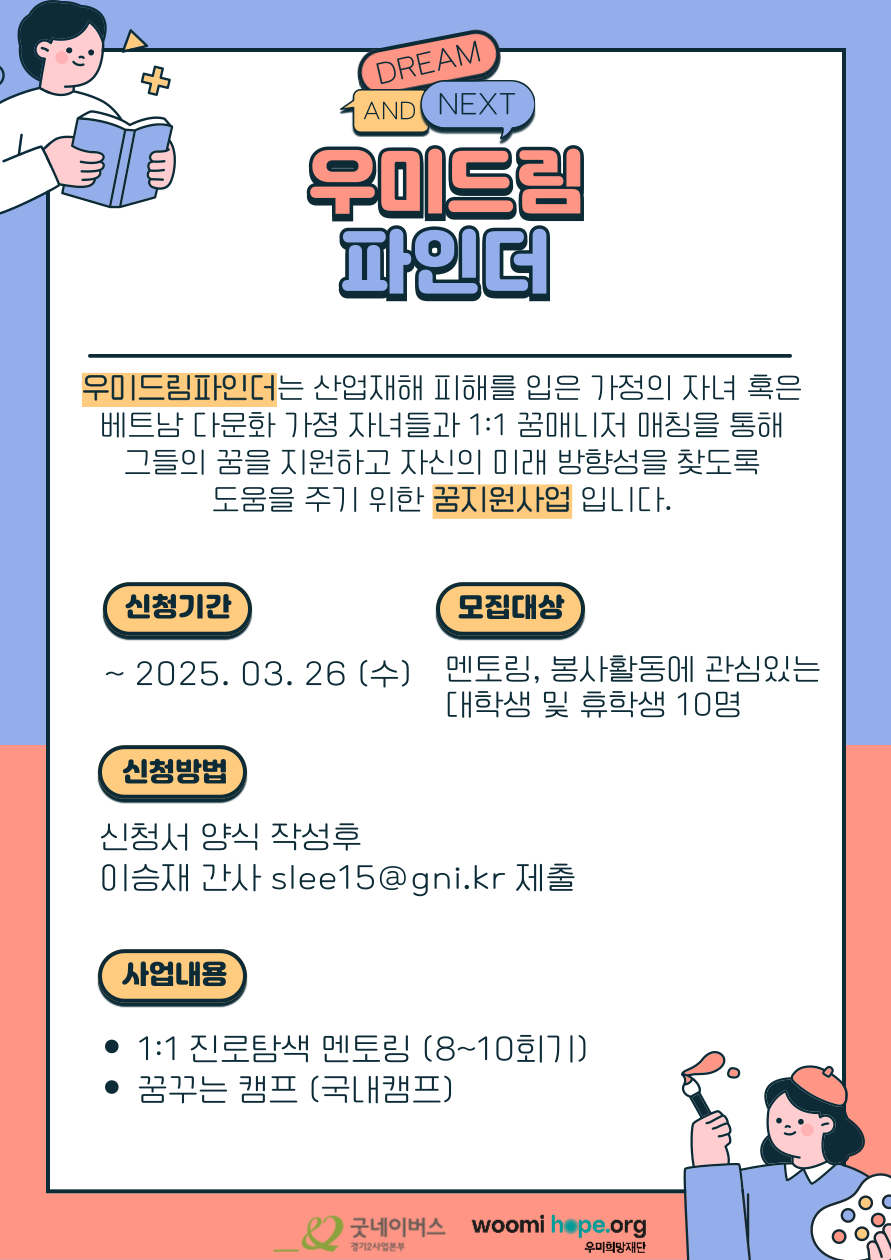 DREAM
AND NEXT
우미드림
파인더
우미드림파인더는 산업재해 피해를 입은 가정의 자녀 혹은
베트남 다문화 가졍 자녀들과 1:1 꿈매니저 매칭을 통해
그들의 꿈을 지원하고 자신의 미래 방향성을 찾도록
도움을 주기 위한 꿈지원사업 입니다.
신청기간
~ 2025. 03. 26 (수)
모집대상
멘토링, 봉사활동에 관심있는
대학생 및 휴학생 10명
신청방법
신청서 양식 작성후
이승재 간사 slee15@gni.kr 제출
사업내용
• 1:1 진로탐색 멘토링 (8~10회기)
• 꿈꾸는 캠프 (국내캠프)
굿네이버스
경기2사업본부
woomi hope.org
우미희망재단